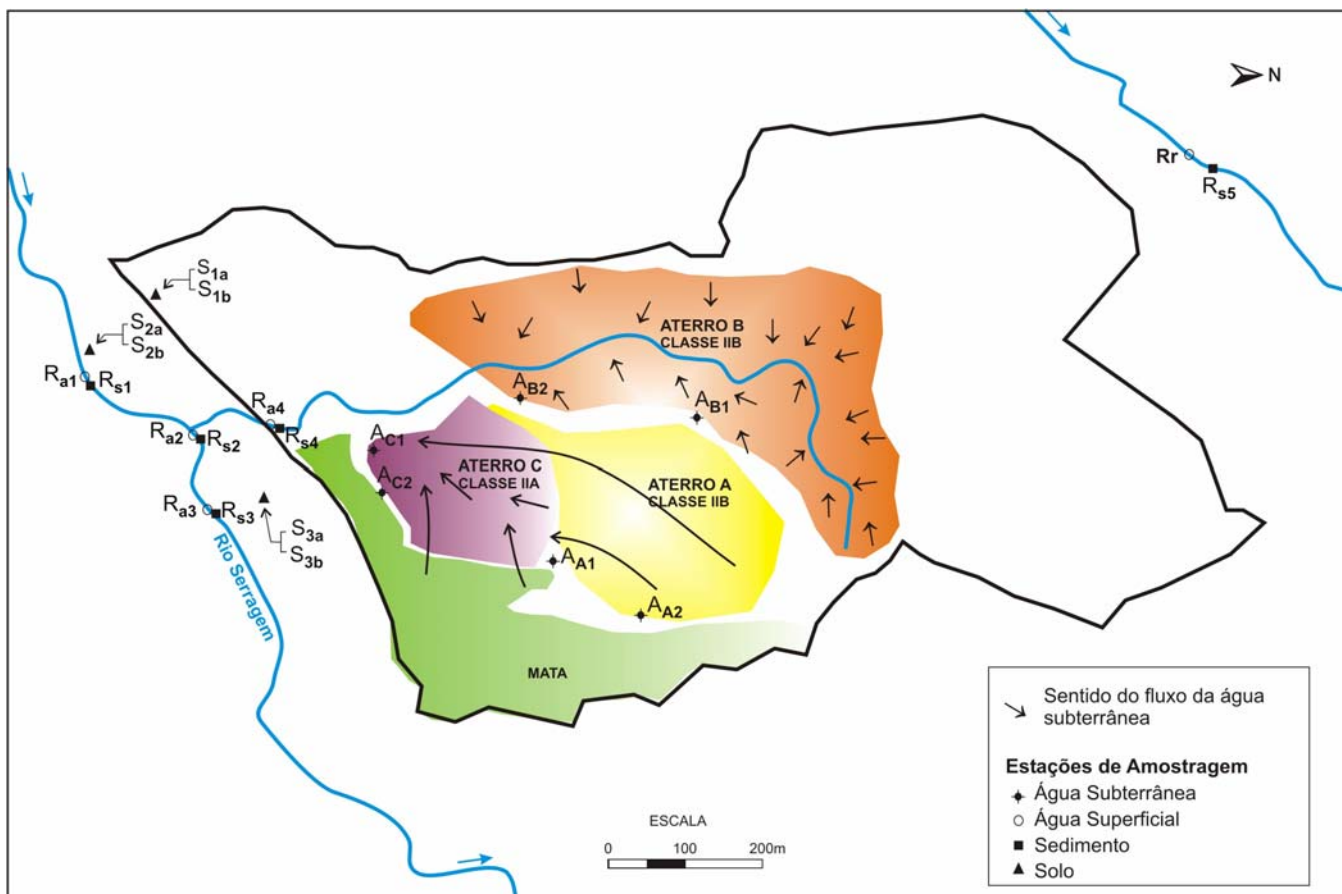 N
Rr
Rs5
S1a
S1b
S2a
S2b
Ra1
Rs1
Ra2
Rs2
Ra4
Rs4
Ra3
Rs3
S3a
S3b
Rio Serragem
ATERRO B
CLASSE IIB
AB2
AB1
AC1
AC2
ATERRO C
CLASSE IIA
ATERRO A
CLASSE IIB
AA1
AA2
MATA
ESCALA
0 100 200m
Sentido do fluxo da água
subterrânea
Estações de Amostragem
Água Subterrânea
Água Superficial
Sedimento
Solo